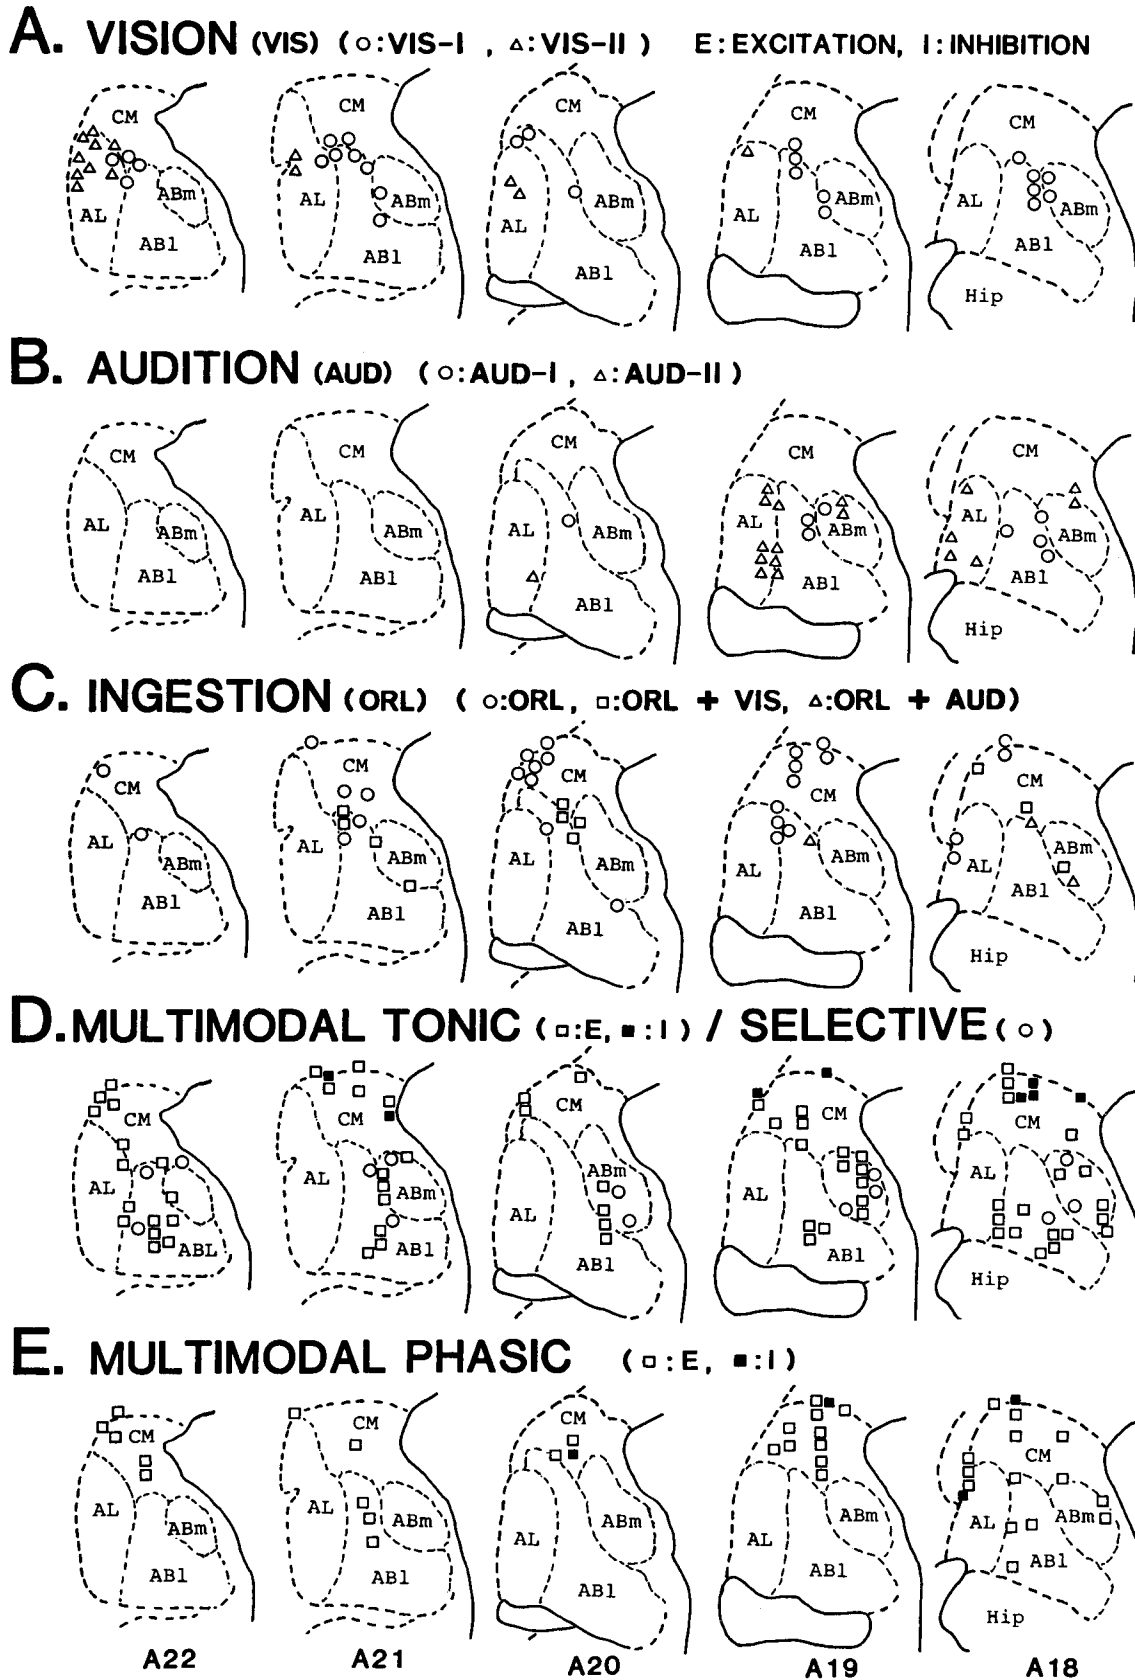 A. VISION (VIS) ( ○:VIS-I , △:VIS-II ) E:EXCITATION, I:INHIBITION
CM CM CM CM CM
AL ABm AL ABm AL ABm AL ABm AL ABm
ABl ABl ABl ABl ABl
Hip
B. AUDITION (AUD) ( ○:AUD-I , △:AUD-II )
CM CM CM CM CM
AL ABm AL ABm AL ABm AL ABm AL ABm
ABl ABl ABl ABl ABl
Hip
C. INGESTION (ORL) ( ○:ORL, □:ORL + VIS, △:ORL + AUD)
CM CM CM CM CM
AL ABm AL ABm AL ABm AL ABm AL ABm
ABl ABl ABl ABl ABl
Hip
D. MULTIMODAL TONIC ( □:E, ■:I ) / SELECTIVE ( ○ )
CM CM CM CM CM
AL AL ABm ABm AL AL AL
ABL ABl ABl ABl
Hip
E. MULTIMODAL PHASIC ( □:E, ■:I )
CM CM CM CM
AL ABm AL ABm AL ABm AL ABm AL ABm
ABl ABl ABl ABl ABl
Hip
A22 A21 A20 A19 A18